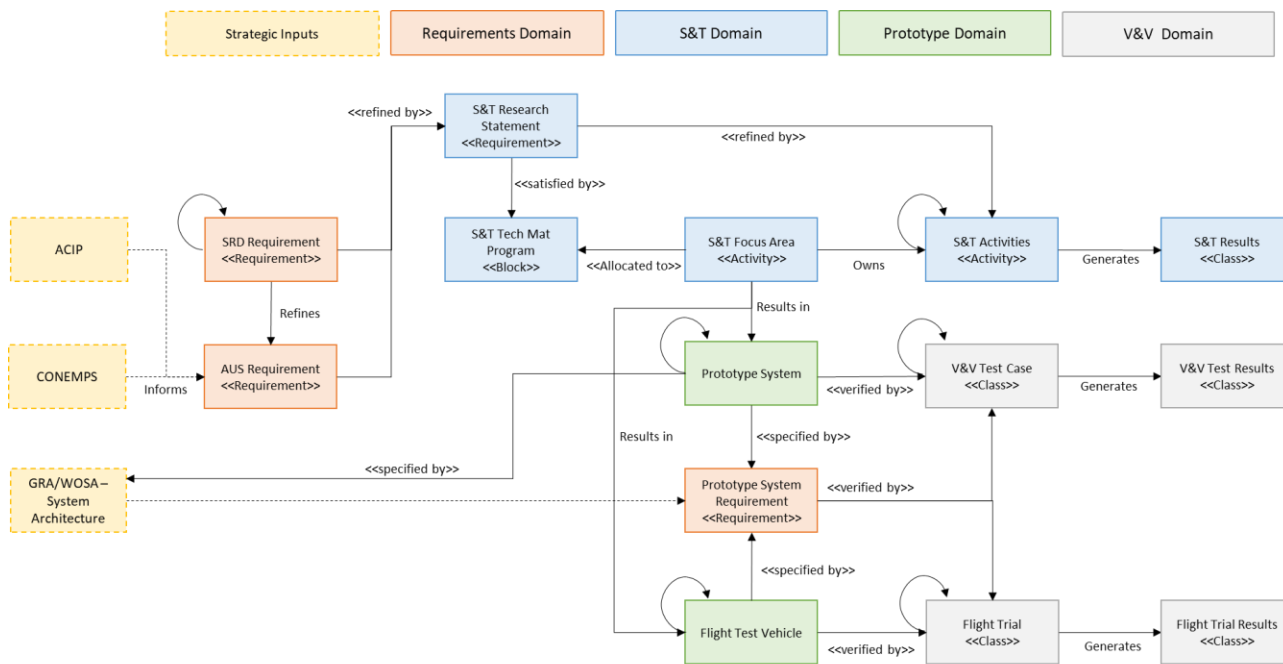 Strategic Inputs
Requirements Domain
S&T Domain
Prototype Domain
V&V Domain
<<refined by>>
S&T Research
Statement
<<Requirement>>
<<refined by>>
<<satisfied by>>
ACIP
SRD Requirement
<<Requirement>>
S&T Tech Mat
Program
<<Block>>
<<Allocated to>>
S&T Focus Area
<<Activity>>
Owns
S&T Activities
<<Activity>>
Generates
S&T Results
<<Class>>
Refines
Results in
CONEMPS
Informs
AUS Requirement
<<Requirement>>
Prototype System
<<verified by>>
V&V Test Case
<<Class>>
Generates
V&V Test Results
<<Class>>
Results in
<<specified by>>
<<specified by>>
GRA/WOSA –
System
Architecture
Prototype System
Requirement
<<Requirement>>
<<verified by>>
<<specified by>>
Flight Test Vehicle
<<verified by>>
Flight Trial
<<Class>>
Generates
Flight Trial Results
<<Class>>